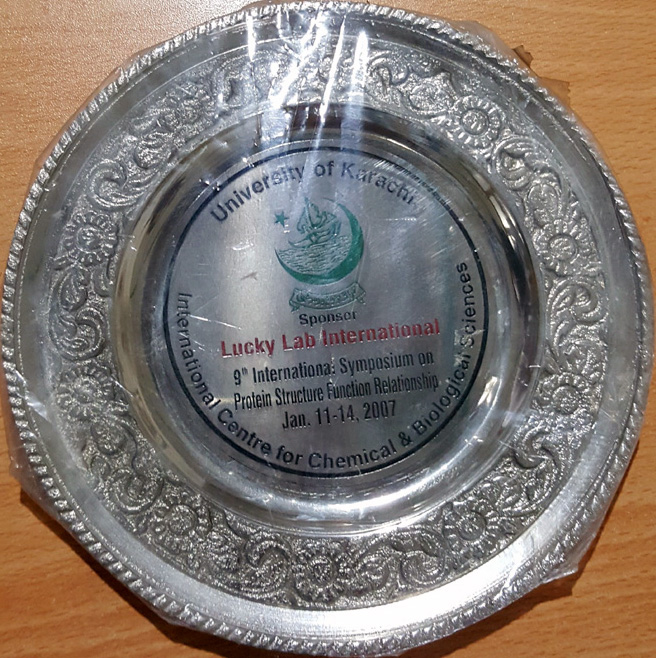 University of Karachi
Sponsor
Lucky Lab International
9th International Symposium on
Protein Structure Function Relationship
Jan. 11-14, 2007
International Centre for Chemical & Biological Sciences